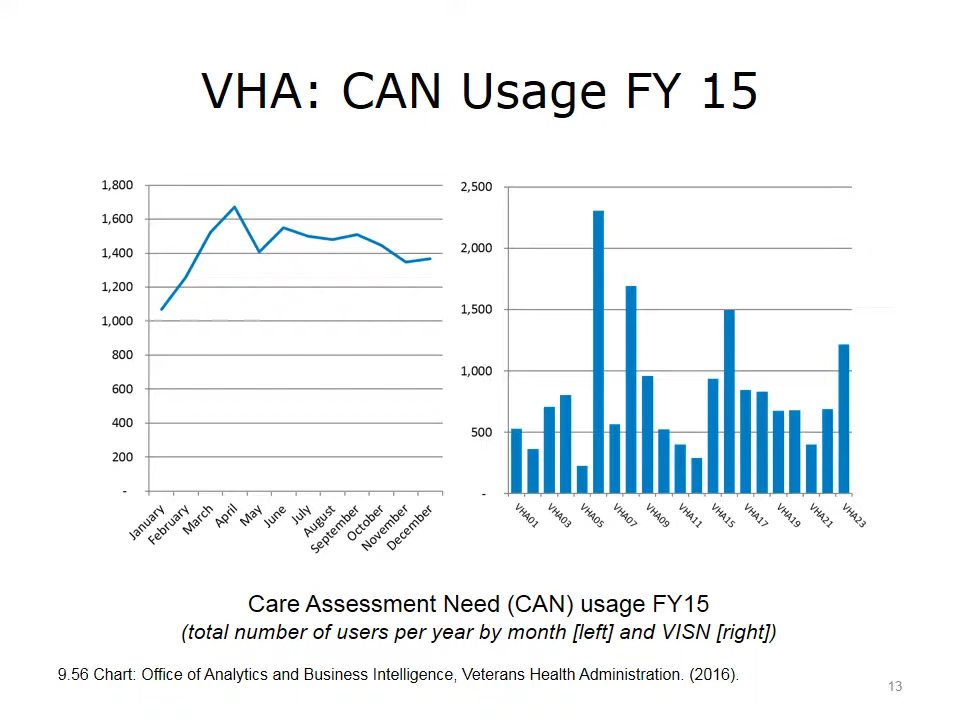 VHA: CAN Usage FY 15
1,800
1,600
1,400
1,200
1,000
800
600
400
200
-
January
February
March
April
May
June
July
August
September
October
November
December
2,500
2,000
1,500
1,000
500
-
VHA01
VHA03
VHA05
VHA07
VHA09
VHA11
VHA15
VHA17
VHA19
VHA21
VHA23
Care Assessment Need (CAN) usage FY15
(total number of users per year by month [left] and VISN [right])
9.56 Chart: Office of Analytics and Business Intelligence, Veterans Health Administration. (2016).
13